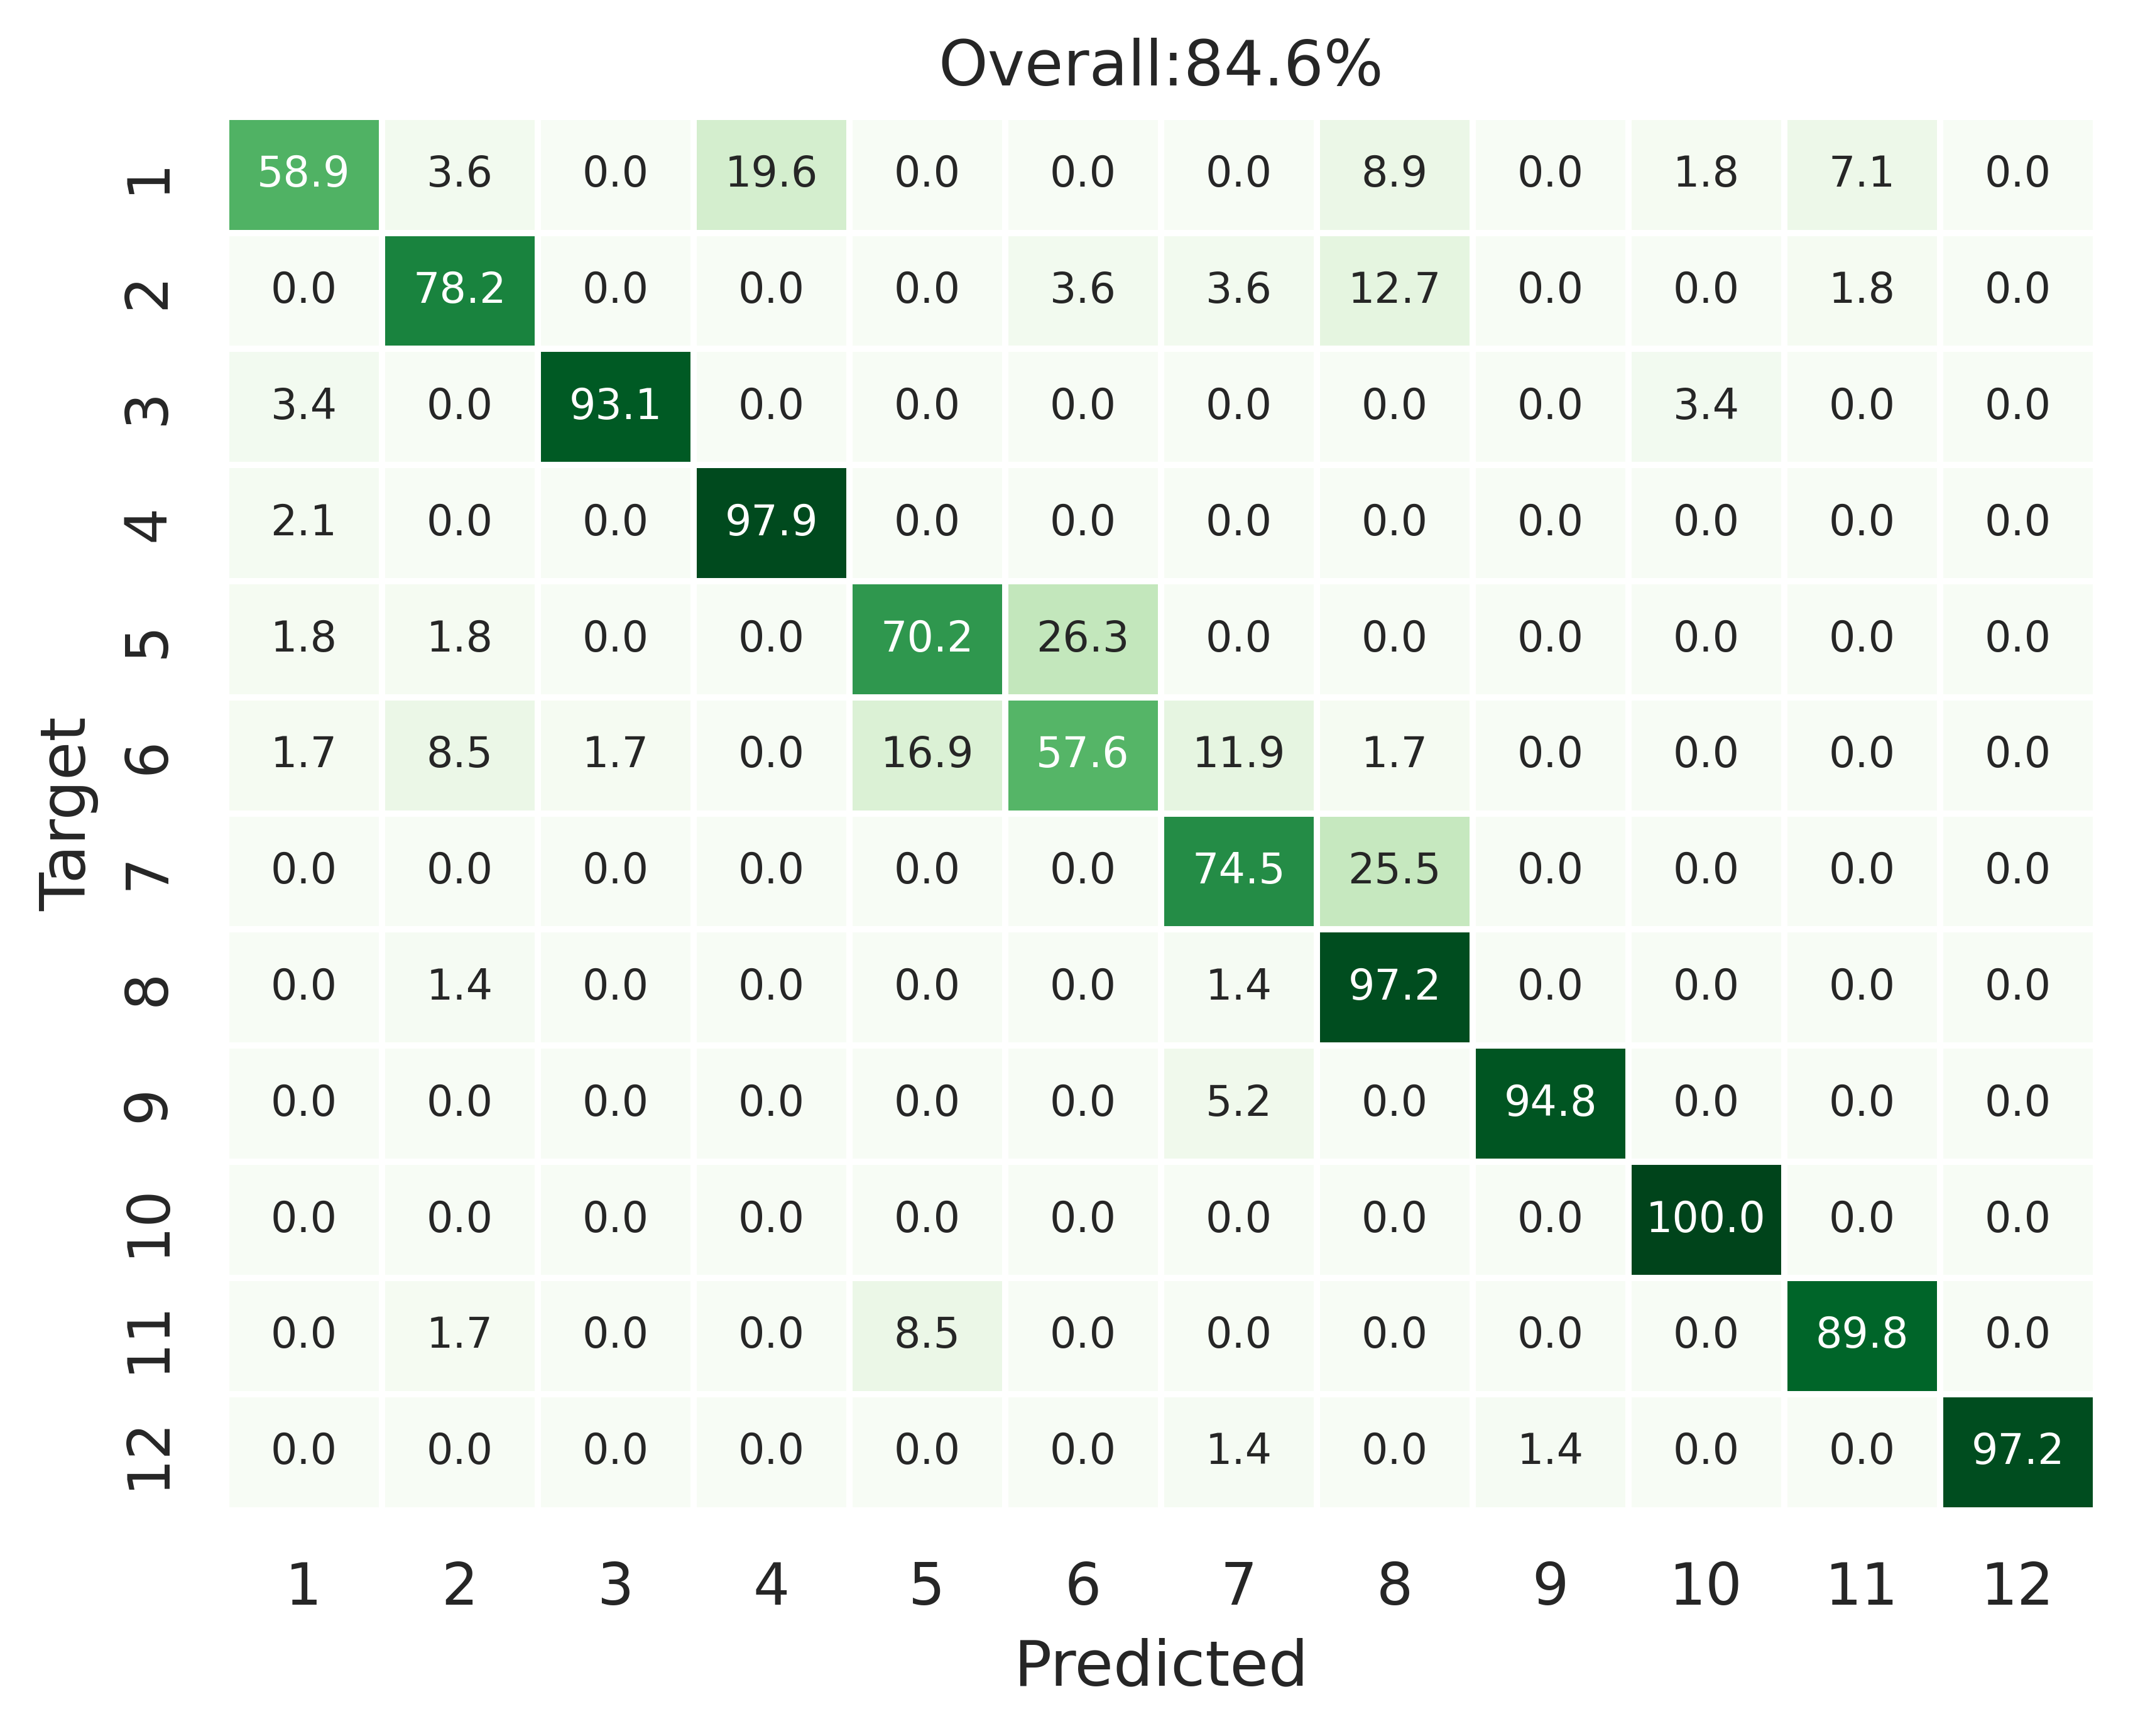 Overall:84.6%
1 58.9 3.6 0.0 19.6 0.0 0.0 0.0 8.9 0.0 1.8 7.1 0.0
2 0.0 78.2 0.0 0.0 0.0 3.6 3.6 12.7 0.0 0.0 1.8 0.0
3 3.4 0.0 93.1 0.0 0.0 0.0 0.0 0.0 0.0 3.4 0.0 0.0
4 2.1 0.0 0.0 97.9 0.0 0.0 0.0 0.0 0.0 0.0 0.0 0.0
5 1.8 1.8 0.0 0.0 70.2 26.3 0.0 0.0 0.0 0.0 0.0 0.0
6 1.7 8.5 1.7 0.0 16.9 57.6 11.9 1.7 0.0 0.0 0.0 0.0
7 0.0 0.0 0.0 0.0 0.0 0.0 74.5 25.5 0.0 0.0 0.0 0.0
8 0.0 1.4 0.0 0.0 0.0 0.0 1.4 97.2 0.0 0.0 0.0 0.0
9 0.0 0.0 0.0 0.0 0.0 0.0 5.2 0.0 94.8 0.0 0.0 0.0
10 0.0 0.0 0.0 0.0 0.0 0.0 0.0 0.0 0.0 100.0 0.0 0.0
11 0.0 1.7 0.0 0.0 8.5 0.0 0.0 0.0 0.0 0.0 89.8 0.0
12 0.0 0.0 0.0 0.0 0.0 0.0 1.4 0.0 1.4 0.0 0.0 97.2
Target
1 2 3 4 5 6 7 8 9 10 11 12
Predicted